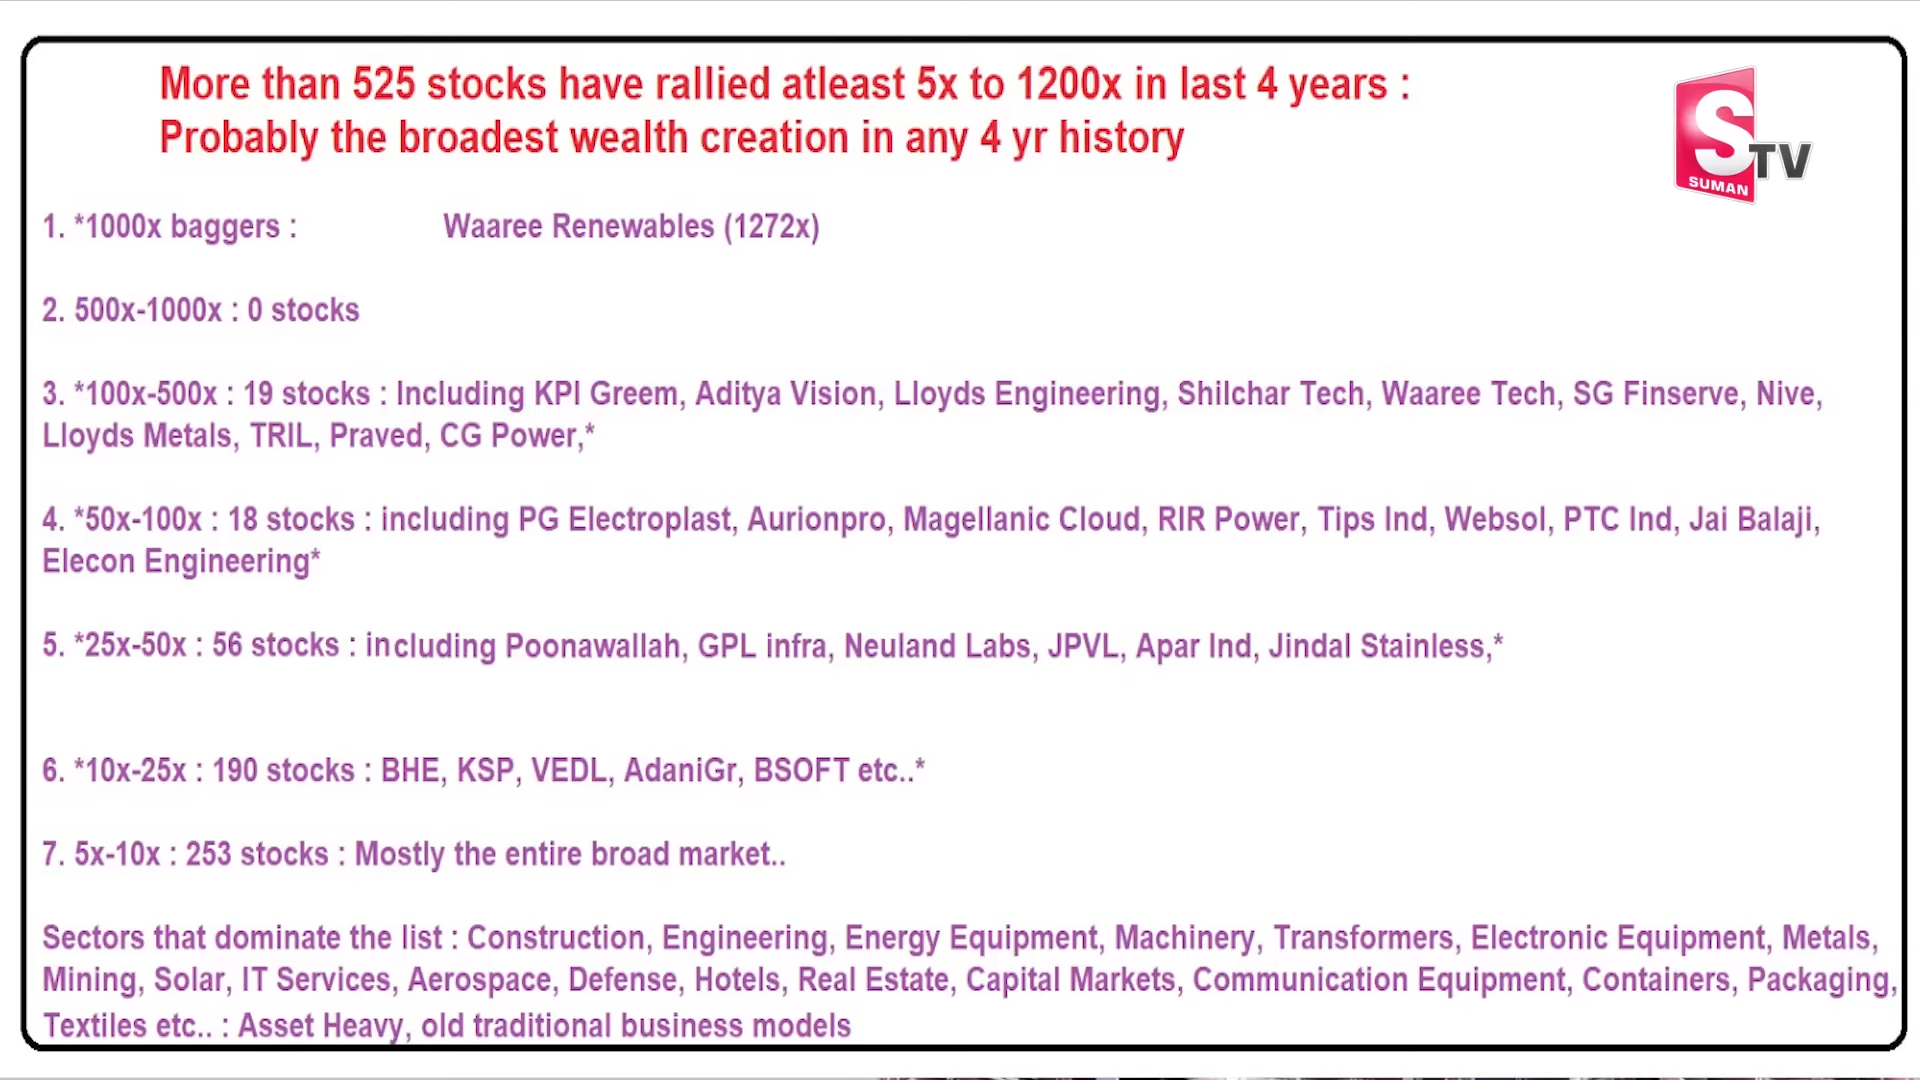 More than 525 stocks have rallied atleast 5x to 1200x in last 4 years :
Probably the broadest wealth creation in any 4 yr history
S TV
SUMAN
1. *1000x baggers : Waaree Renewables (1272x)
2. 500x-1000x : 0 stocks
3. *100x-500x : 19 stocks : Including KPI Greem, Aditya Vision, Lloyds Engineering, Shilchar Tech, Waaree Tech, SG Finserve, Nive,
Lloyds Metals, TRIL, Praved, CG Power,*
4. *50x-100x : 18 stocks : including PG Electroplast, Aurionpro, Magellanic Cloud, RIR Power, Tips Ind, Websol, PTC Ind, Jai Balaji,
Elecon Engineering*
5. *25x-50x : 56 stocks : including Poonawallah, GPL infra, Neuland Labs, JPVL, Apar Ind, Jindal Stainless,*
6. *10x-25x : 190 stocks : BHE, KSP, VEDL, AdaniGr, BSOFT etc..*
7. 5x-10x : 253 stocks : Mostly the entire broad market..
Sectors that dominate the list : Construction, Engineering, Energy Equipment, Machinery, Transformers, Electronic Equipment, Metals,
Mining, Solar, IT Services, Aerospace, Defense, Hotels, Real Estate, Capital Markets, Communication Equipment, Containers, Packaging,
Textiles etc.. : Asset Heavy, old traditional business models